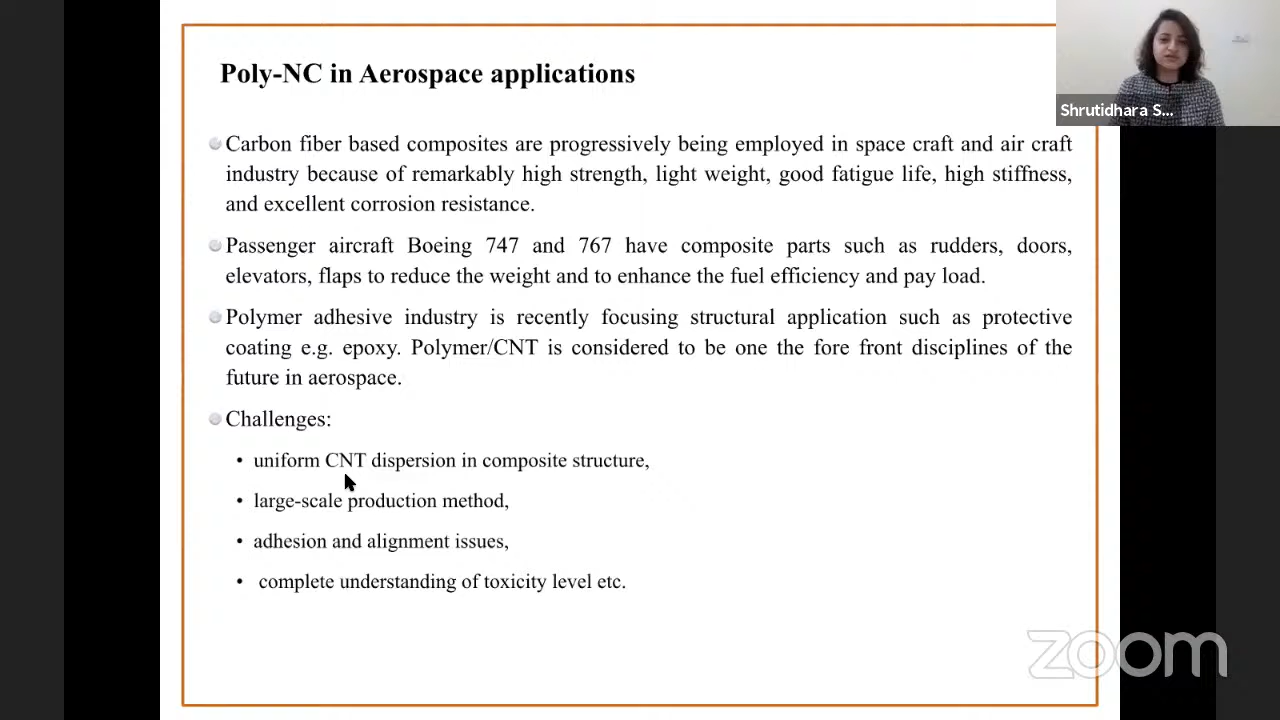 Poly-NC in Aerospace applications
Carbon fiber based composites are progressively being employed in space craft and air craft
industry because of remarkably high strength, light weight, good fatigue life, high stiffness,
and excellent corrosion resistance.
Passenger aircraft Boeing 747 and 767 have composite parts such as rudders, doors,
elevators, flaps to reduce the weight and to enhance the fuel efficiency and pay load.
Polymer adhesive industry is recently focusing structural application such as protective
coating e.g. epoxy. Polymer/CNT is considered to be one the fore front disciplines of the
future in aerospace.
Challenges:
• uniform CNT dispersion in composite structure,
• large-scale production method,
• adhesion and alignment issues,
• complete understanding of toxicity level etc.
Shrutidhara S...
zoom